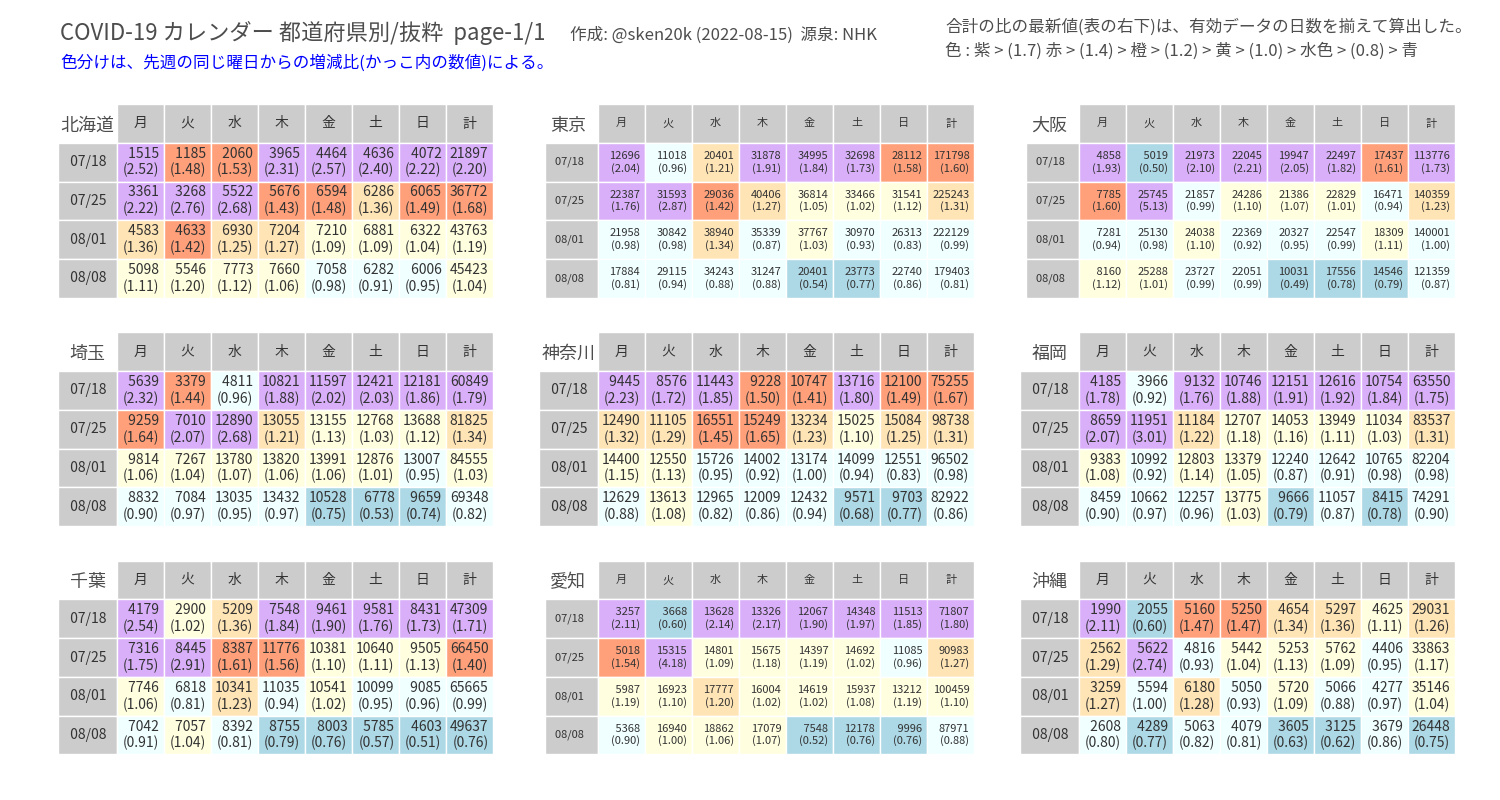 COVID-19 カレンダー 都道府県別/抜粋 page-1/1 作成: @sken20k (2022-08-15) 源泉: NHK
合計の比の最新値(表の右下)は、有効データの日数を揃えて算出した。
色分けは、先週の同じ曜日からの増減比(かっこ内の数値)による。
色 : 紫 > (1.7) 赤 > (1.4) > 橙 > (1.2) > 黄 > (1.0) > 水色 > (0.8) > 青
北海道 月 火 水 木 金 土 日 計
07/18 1515 1185 2060 3965 4464 4636 4072 21897
(2.52) (1.48) (1.53) (2.31) (2.57) (2.40) (2.22) (2.20)
07/25 3361 3268 5522 5676 6594 6286 6065 36772
(2.22) (2.76) (2.68) (1.43) (1.48) (1.36) (1.49) (1.68)
08/01 4583 4633 6930 7204 7210 6881 6322 43763
(1.36) (1.42) (1.25) (1.27) (1.09) (1.09) (1.04) (1.19)
08/08 5098 5546 7773 7660 7058 6282 6006 45423
(1.11) (1.20) (1.12) (1.06) (0.98) (0.91) (0.95) (1.04)
東京 月 火 水 木 金 土 日 計
07/18 12696 11018 20401 31878 34995 32698 28112 171798
(2.04) (0.96) (1.21) (1.91) (1.84) (1.73) (1.58) (1.60)
07/25 22387 31593 29036 40406 36814 33466 31541 225243
(1.76) (2.87) (1.42) (1.27) (1.05) (1.02) (1.12) (1.31)
08/01 21958 30842 38940 35339 37767 30970 26313 222129
(0.98) (0.98) (1.34) (0.87) (1.03) (0.93) (0.83) (0.99)
08/08 17884 29115 34243 31247 20401 23773 22740 179403
(0.81) (0.94) (0.88) (0.88) (0.54) (0.77) (0.86) (0.81)
大阪 月 火 水 木 金 土 日 計
07/18 4858 5019 21973 22045 19947 22497 17437 113776
(1.93) (0.50) (2.10) (2.21) (2.05) (1.82) (1.61) (1.73)
07/25 7785 25745 21857 24286 21386 22829 16471 140359
(1.60) (5.13) (0.99) (1.10) (1.07) (1.01) (0.94) (1.23)
08/01 7281 25130 24038 22369 20327 22547 18309 140001
(0.94) (0.98) (1.10) (0.92) (0.95) (0.99) (1.11) (1.00)
08/08 8160 25288 23727 22051 10031 17556 14546 121359
(1.12) (1.01) (0.99) (0.99) (0.49) (0.78) (0.79) (0.87)
埼玉 月 火 水 木 金 土 日 計
07/18 5639 3379 4811 10821 11597 12421 12181 60849
(2.32) (1.44) (0.96) (1.88) (2.02) (2.03) (1.86) (1.79)
07/25 9259 7010 12890 13055 13155 12768 13688 81825
(1.64) (2.07) (2.68) (1.21) (1.13) (1.03) (1.12) (1.34)
08/01 9814 7267 13780 13820 13991 12876 13007 84555
(1.06) (1.04) (1.07) (1.06) (1.06) (1.01) (0.95) (1.03)
08/08 8832 7084 13035 13432 10528 6778 9659 69348
(0.90) (0.97) (0.95) (0.97) (0.75) (0.53) (0.74) (0.82)
神奈川 月 火 水 木 金 土 日 計
07/18 9445 8576 11443 9228 10747 13716 12100 75255
(2.23) (1.72) (1.85) (1.50) (1.41) (1.80) (1.49) (1.67)
07/25 12490 11105 16551 15249 13234 15025 15084 98738
(1.32) (1.29) (1.45) (1.65) (1.23) (1.10) (1.25) (1.31)
08/01 14400 12550 15726 14002 13174 14099 12551 96502
(1.15) (1.13) (0.95) (0.92) (1.00) (0.94) (0.83) (0.98)
08/08 12629 13613 12965 12009 12432 9571 9703 82922
(0.88) (1.08) (0.82) (0.86) (0.94) (0.68) (0.77) (0.86)
福岡 月 火 水 木 金 土 日 計
07/18 4185 3966 9132 10746 12151 12616 10754 63550
(1.78) (0.92) (1.76) (1.88) (1.91) (1.92) (1.84) (1.75)
07/25 8659 11951 11184 12707 14053 13949 11034 83537
(2.07) (3.01) (1.22) (1.18) (1.16) (1.11) (1.03) (1.31)
08/01 9383 10992 12803 13379 12240 12642 10765 82204
(1.08) (0.92) (1.14) (1.05) (0.87) (0.91) (0.98) (0.98)
08/08 8459 10662 12257 13775 9666 11057 8415 74291
(0.90) (0.97) (0.96) (1.03) (0.79) (0.87) (0.78) (0.90)
千葉 月 火 水 木 金 土 日 計
07/18 4179 2900 5209 7548 9461 9581 8431 47309
(2.54) (1.02) (1.36) (1.84) (1.90) (1.76) (1.73) (1.71)
07/25 7316 8445 8387 11776 10381 10640 9505 66450
(1.75) (2.91) (1.61) (1.56) (1.10) (1.11) (1.13) (1.40)
08/01 7746 6818 10341 11035 10541 10099 9085 65665
(1.06) (0.81) (1.23) (0.94) (1.02) (0.95) (0.96) (0.99)
08/08 7042 7057 8392 8755 8003 5785 4603 49637
(0.91) (1.04) (0.81) (0.79) (0.76) (0.57) (0.51) (0.76)
愛知 月 火 水 木 金 土 日 計
07/18 3257 3668 13628 13326 12067 14348 11513 71807
(2.11) (0.60) (2.14) (2.17) (1.90) (1.97) (1.85) (1.80)
07/25 5018 15315 14801 15675 14397 14692 11085 90983
(1.54) (4.18) (1.09) (1.18) (1.19) (1.02) (0.96) (1.27)
08/01 5987 16923 17777 16004 14619 15937 13212 100459
(1.19) (1.10) (1.20) (1.02) (1.02) (1.08) (1.19) (1.10)
08/08 5368 16940 18862 17079 7548 12178 9996 87971
(0.90) (1.00) (1.06) (1.07) (0.52) (0.76) (0.76) (0.88)
沖縄 月 火 水 木 金 土 日 計
07/18 1990 2055 5160 5250 4654 5297 4625 29031
(2.11) (0.60) (1.47) (1.47) (1.34) (1.36) (1.11) (1.26)
07/25 2562 5622 4816 5442 5253 5762 4406 33863
(1.29) (2.74) (0.93) (1.04) (1.13) (1.09) (0.95) (1.17)
08/01 3259 5594 6180 5050 5720 5066 4277 35146
(1.27) (1.00) (1.28) (0.93) (1.09) (0.88) (0.97) (1.04)
08/08 2608 4289 5063 4079 3605 3125 3679 26448
(0.80) (0.77) (0.82) (0.81) (0.63) (0.62) (0.86) (0.75)